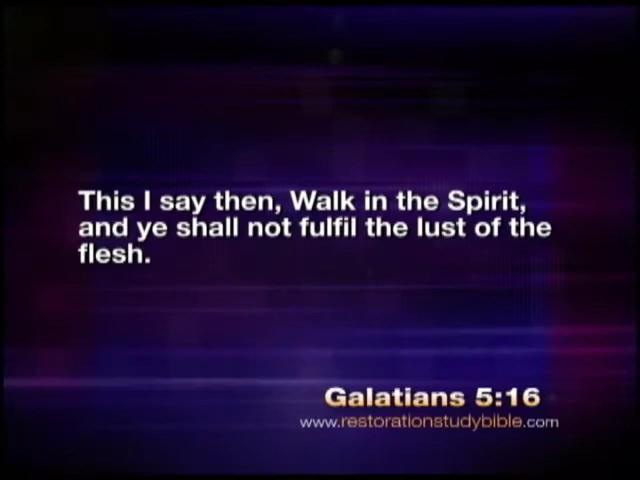 This I say then, Walk in the Spirit,
and ye shall not fulfil the lust of the
flesh.
Galatians 5:16
www.restorationstudybible.com